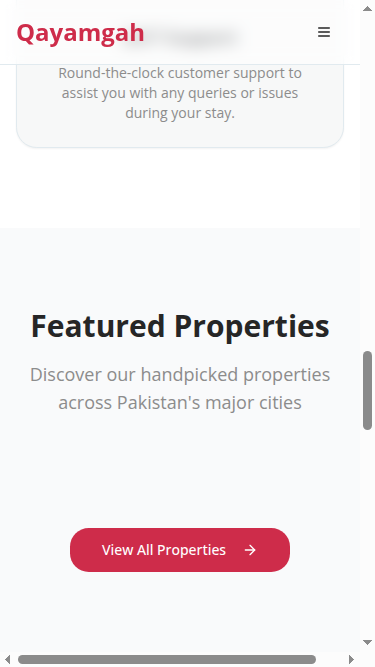 Qayamgah
Round-the-clock customer support to
assist you with any queries or issues
during your stay.
Featured Properties
Discover our handpicked properties
across Pakistan's major cities
View All Properties